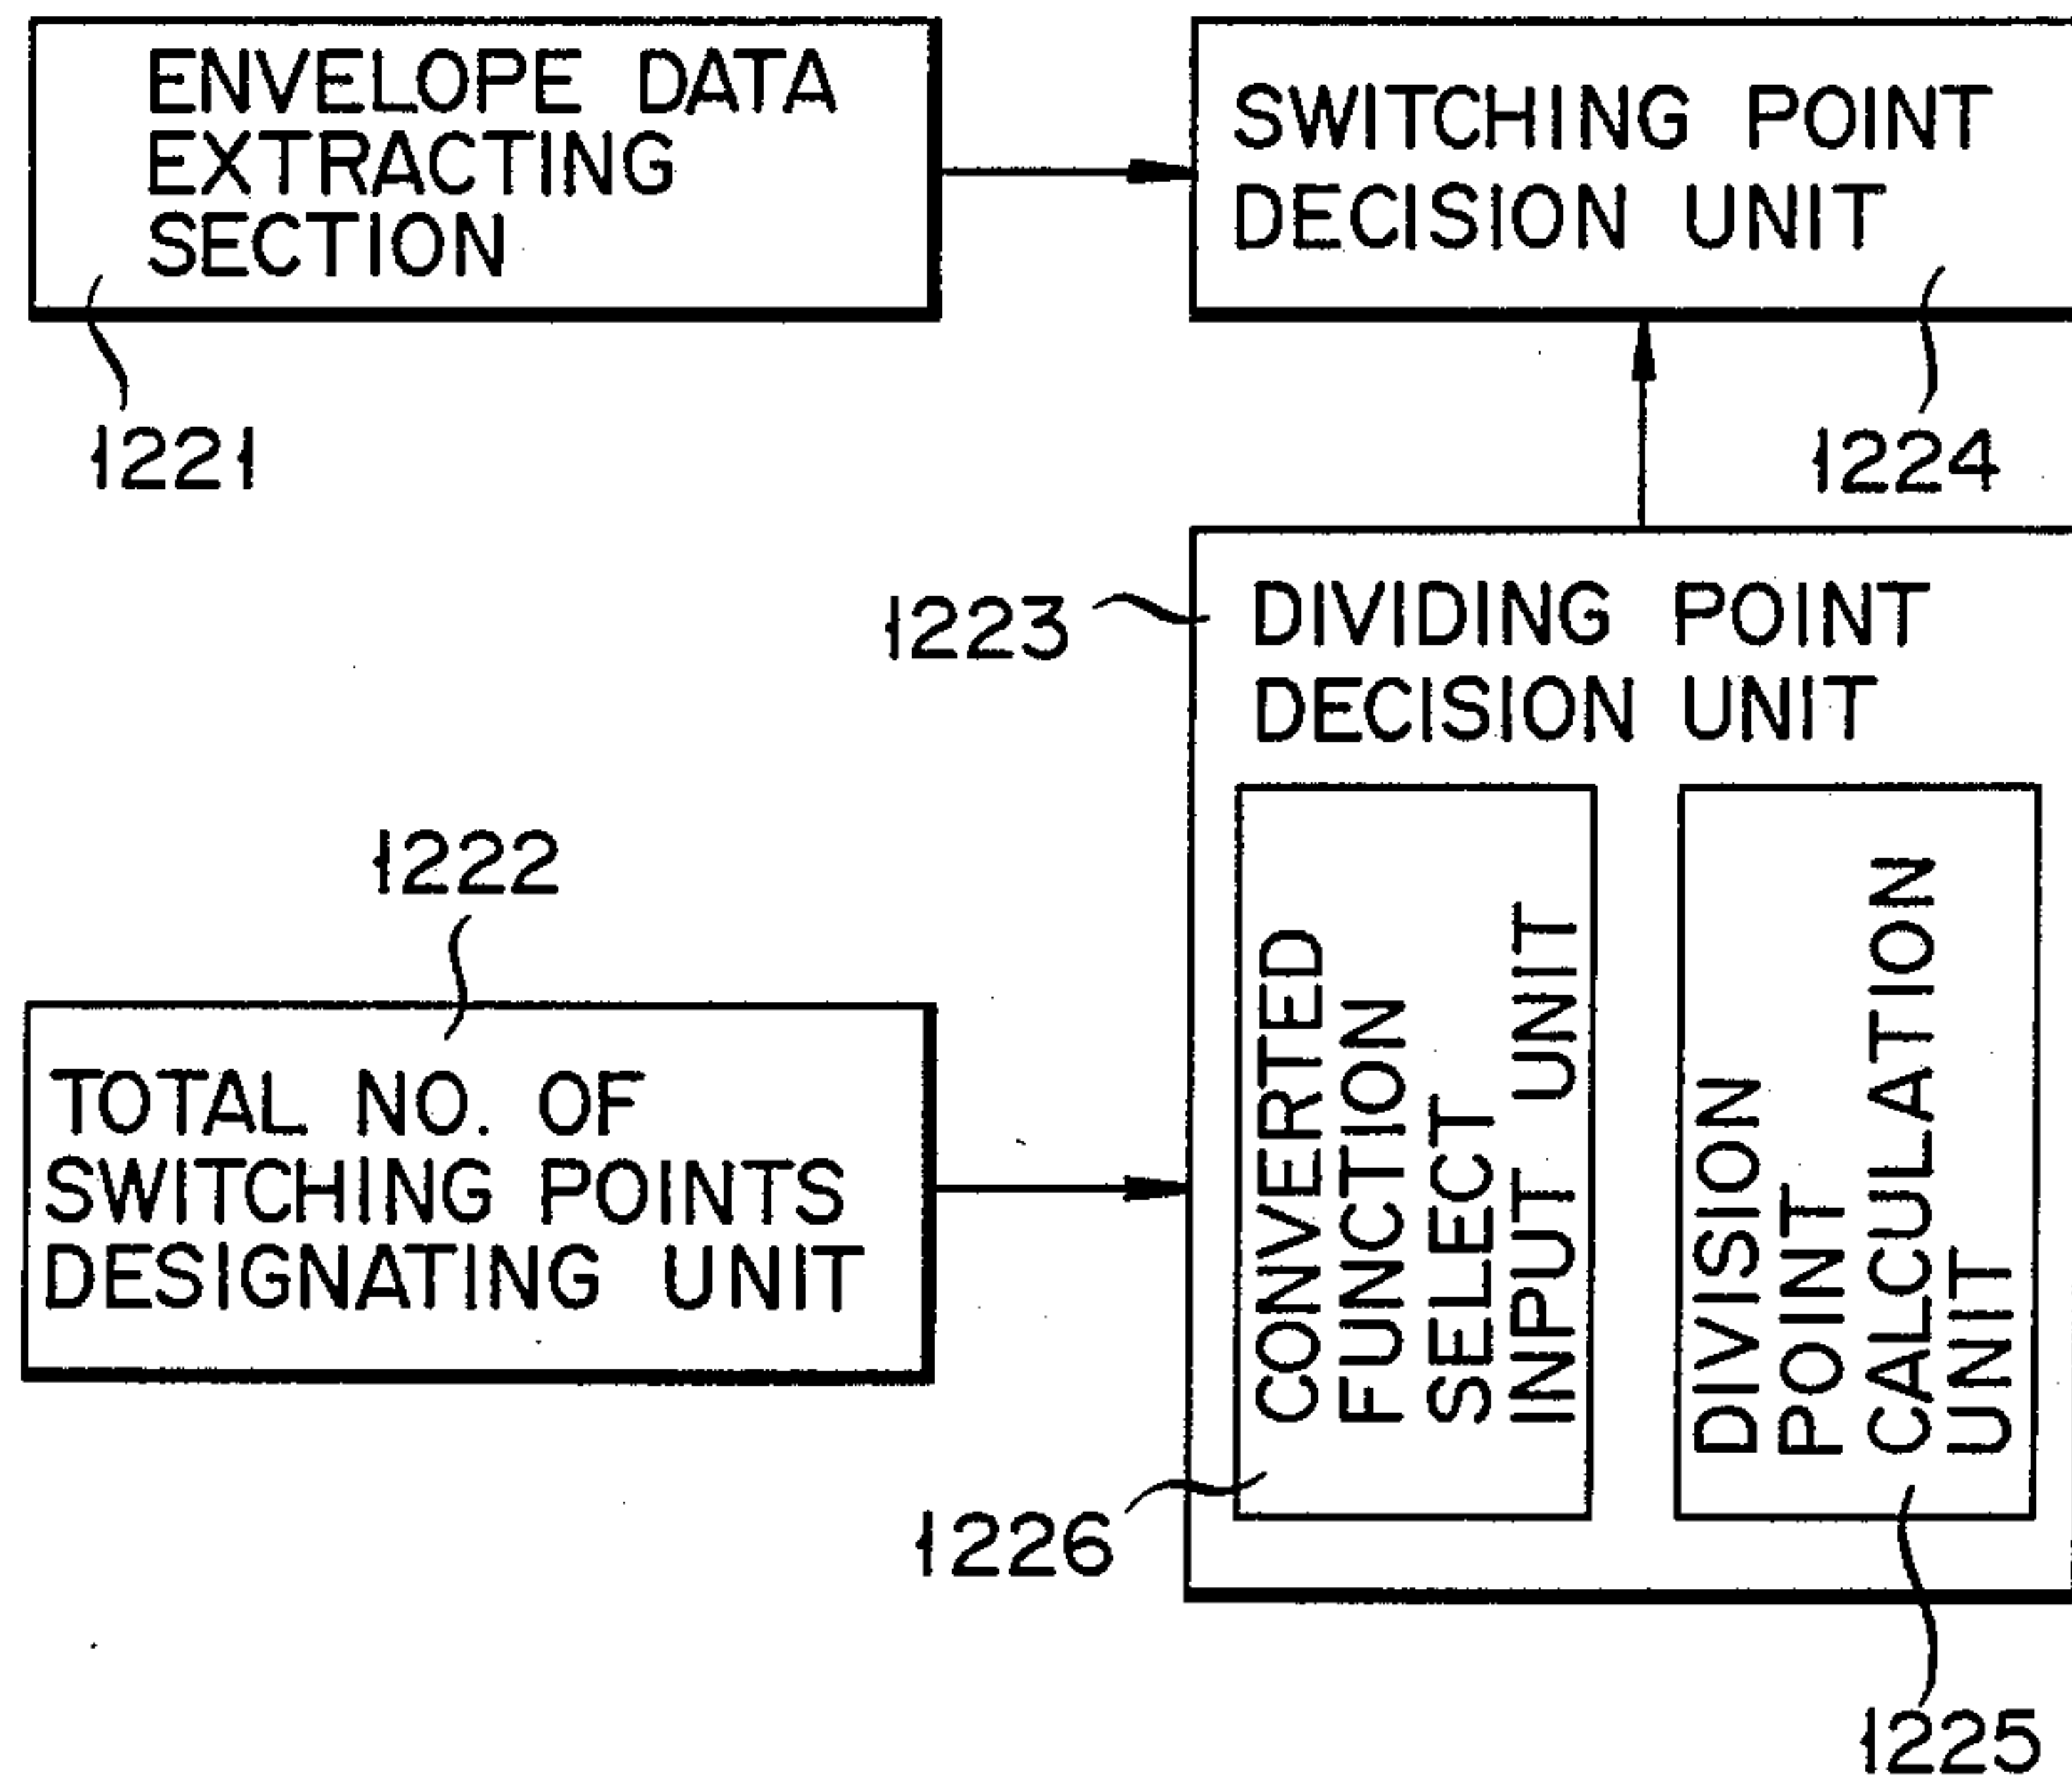 ENVELOPE DATA
EXTRACTING
SECTION
1221
SWITCHING POINT
DECISION UNIT
1224
1223
DIVIDING POINT
DECISION UNIT
1222
TOTAL NO. OF
SWITCHING POINTS
DESIGNATING UNIT
CONVERTED
FUNCTION
SELECT
INPUT UNIT
1226
DIVISION
POINT
CALCULATION
UNIT
1225